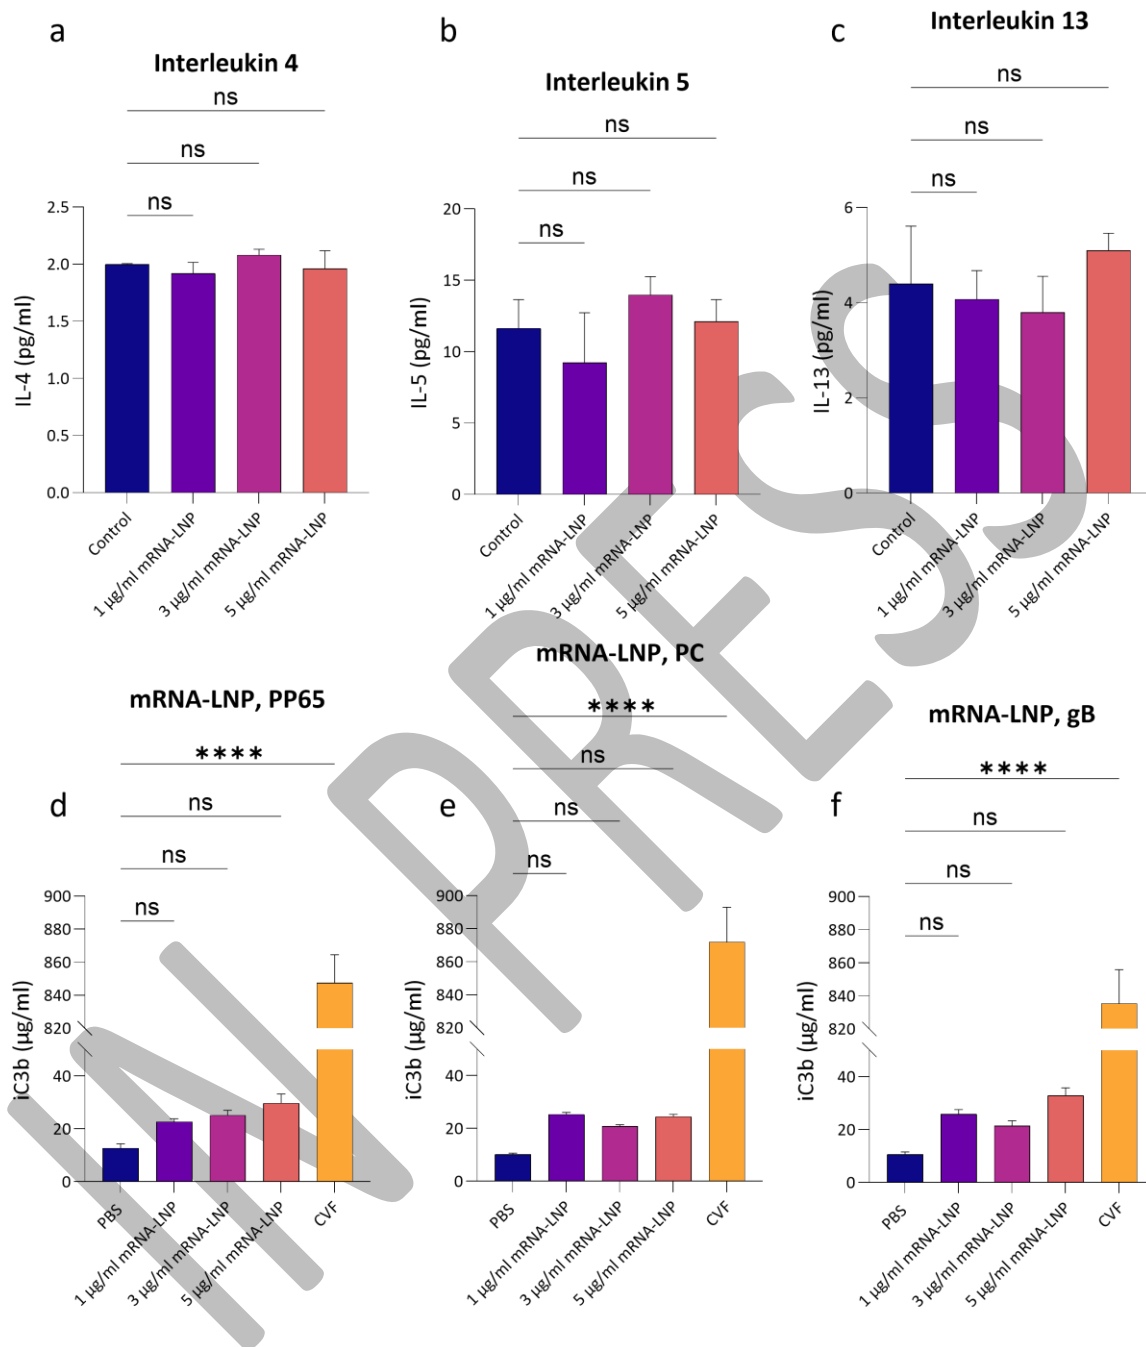 a
Interleukin 4
ns
ns
ns
IL-4 (pg/ml)
2.5
2.0
1.5
1.0
0.5
0.0
Control
1 µg/ml mRNA-LNP
3 µg/ml mRNA-LNP
5 µg/ml mRNA-LNP
b
Interleukin 5
ns
ns
ns
IL-5 (pg/ml)
20
15
10
5
0
Control
1 µg/ml mRNA-LNP
3 µg/ml mRNA-LNP
5 µg/ml mRNA-LNP
c
Interleukin 13
ns
ns
ns
IL-13 (pg/ml)
6
4
2
0
Control
1 µg/ml mRNA-LNP
3 µg/ml mRNA-LNP
5 µg/ml mRNA-LNP
d
mRNA-LNP, PP65
****
ns
ns
ns
iC3b (µg/ml)
900
880
860
840
820
40
20
0
PBS
1 µg/ml mRNA-LNP
3 µg/ml mRNA-LNP
5 µg/ml mRNA-LNP
CVF
e
mRNA-LNP, PC
****
ns
ns
ns
iC3b (µg/ml)
900
880
860
840
820
40
20
0
PBS
1 µg/ml mRNA-LNP
3 µg/ml mRNA-LNP
5 µg/ml mRNA-LNP
CVF
f
mRNA-LNP, gB
****
ns
ns
ns
iC3b (µg/ml)
900
880
860
840
820
40
20
0
PBS
1 µg/ml mRNA-LNP
3 µg/ml mRNA-LNP
5 µg/ml mRNA-LNP
CVF
IN PRESS